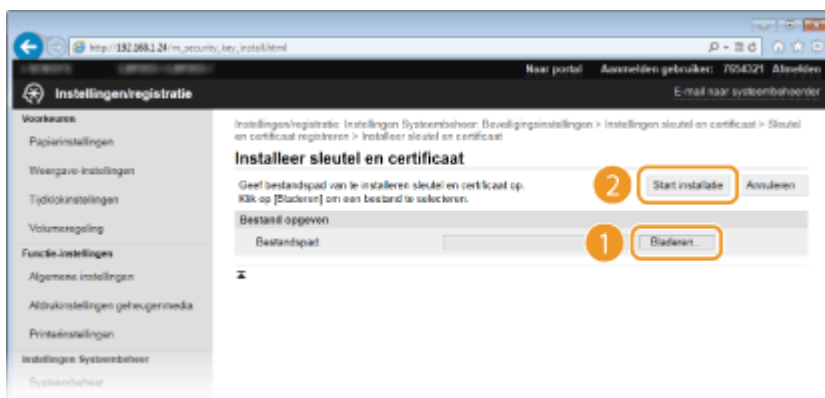 http://192.168.1.24/m_security_key_install.html
Naar portal Aanmelden gebruiker: 7654321 Afmelden
Instellingen/registratie
E-mail naar systeembeheerder
Voorkeuren
Papierinstellingen
Weergave-instellingen
Tijdklokinstellingen
Volumeregeling
Functie-instellingen
Algemene instellingen
Afdrukinstellingen geheugenmedia
Printerinstellingen
Instellingen Systeembeheer
Systeembeheer
Instellingen/registratie: Instellingen Systeembeheer: Beveiligingsinstellingen > Instellingen sleutel en certificaat > Sleutel
en certificaat registreren > Installeer sleutel en certificaat
Installeer sleutel en certificaat
Geef bestandspad van te installeren sleutel en certificaat op.
Klik op [Bladeren] om een bestand te selecteren.
2 Start installatie Annuleren
Bestand opgeven
Bestandspad 1 Bladeren...